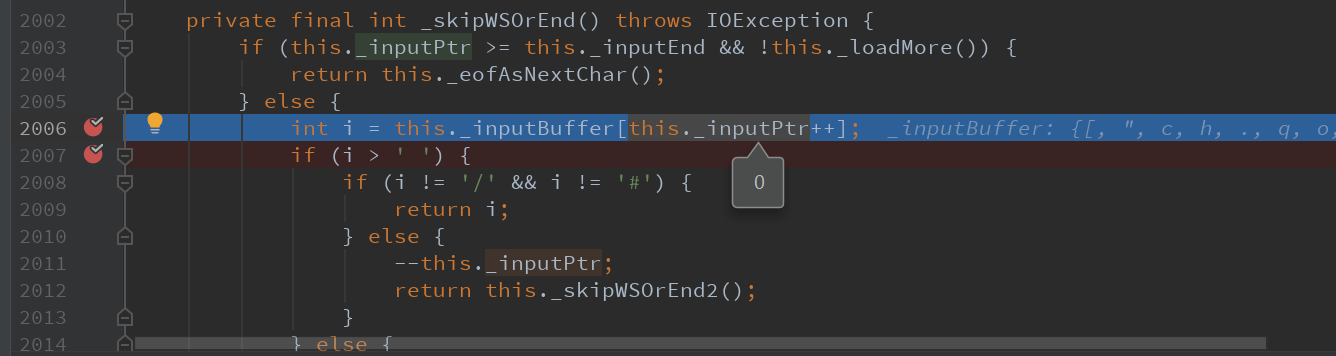 2002 private final int _skipWSOrEnd() throws IOException {
2003 if (this._inputPtr >= this._inputEnd && !this._loadMore()) {
2004 return this._eofAsNextChar();
2005 } else {
2006 int i = this._inputBuffer[this._inputPtr++]; _inputBuffer: {[, ", c, h, ., q, o,
2007 if (i > ' ') {
2008 if (i != '/' && i != '#') {
0
2009 return i;
2010 } else {
2011 --this._inputPtr;
2012 return this._skipWSOrEnd2();
2013 }
2014 } else {